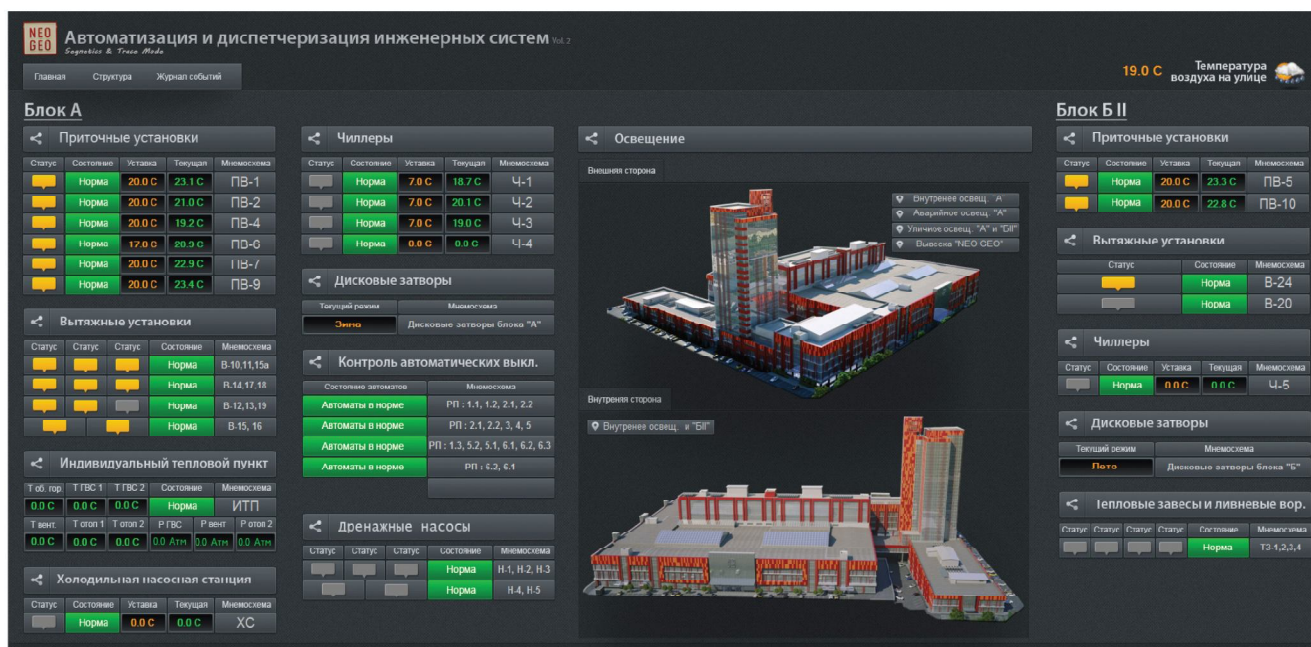 NEO
GEO
Автоматизация и диспетчеризация инженерных систем Vol.2
Segnetics & Trace Mode
Главная Структура Журнал событий
19.0 C Температура
воздуха на улице
Блок А
Приточные установки
Статус Состояние Уставка Текущая Мнемосхема
Норма 20.0 C 23.1 C ПВ-1
Норма 20.0 C 21.0 C ПВ-2
Норма 20.0 C 19.2 C ПВ-4
Норма 17.0 C 20.9 C ПВ-6
Норма 20.0 C 22.9 C ПВ-7
Норма 20.0 C 23.4 C ПВ-9
Вытяжные установки
Статус Статус Статус Состояние Мнемосхема
Норма В-10,11,15а
Норма В-14,17,18
Норма В-12,13,19
Норма В-15, 16
Индивидуальный тепловой пункт
Т об. гор Т ГВС 1 Т ГВС 2 Состояние Мнемосхема
0.0 C 0.0 C 0.0 C Норма ИТП
Т вент. Т отоп 1 Т отоп 2 Р ГВС Р вент Р отоп 2
0.0 C 0.0 C 0.0 C 0.0 Атм 0.0 Атм 0.0 Атм
Холодильная насосная станция
Статус Состояние Уставка Текущая Мнемосхема
Норма 0.0 C 0.0 C ХС
Чиллеры
Статус Состояние Уставка Текущая Мнемосхема
Норма 7.0 C 18.7 C Ч-1
Норма 7.0 C 20.1 C Ч-2
Норма 7.0 C 19.0 C Ч-3
Норма 0.0 C 0.0 C Ч-4
Дисковые затворы
Текущий режим Мнемосхема
Зима Дисковые затворы блока "А"
Контроль автоматических выкл.
Состояние автоматов Мнемосхема
Автоматы в норме РП : 1.1, 1.2, 2.1, 2.2
Автоматы в норме РП : 2.1, 2.2, 3, 4, 5
Автоматы в норме РП : 1.3, 5.2, 5.1, 6.1, 6.2, 6.3
Автоматы в норме РП : 6.2, 6.1
Дренажные насосы
Статус Статус Статус Состояние Мнемосхема
Норма Н-1, Н-2, Н-3
Норма Н-4, Н-5
Освещение
Внешняя сторона
Внутренее освещ. "А"
Аварийное освещ. "А"
Уличное освещ. "А" и "БII"
Вывеска "NEO GEO"
Внутреняя сторона
Внутренее освещ. и "БII"
Блок Б II
Приточные установки
Статус Состояние Уставка Текущая Мнемосхема
Норма 20.0 C 23.3 C ПВ-5
Норма 20.0 C 22.8 C ПВ-10
Вытяжные установки
Статус Состояние Мнемосхема
Норма В-24
Норма В-20
Чиллеры
Статус Состояние Уставка Текущая Мнемосхема
Норма 0.0 C 0.0 C Ч-5
Дисковые затворы
Текущий режим Мнемосхема
Лето Дисковые затворы блока "Б"
Тепловые завесы и ливневые вор.
Статус Статус Статус Статус Состояние Мнемосхема
Норма ТЗ-1,2,3,4